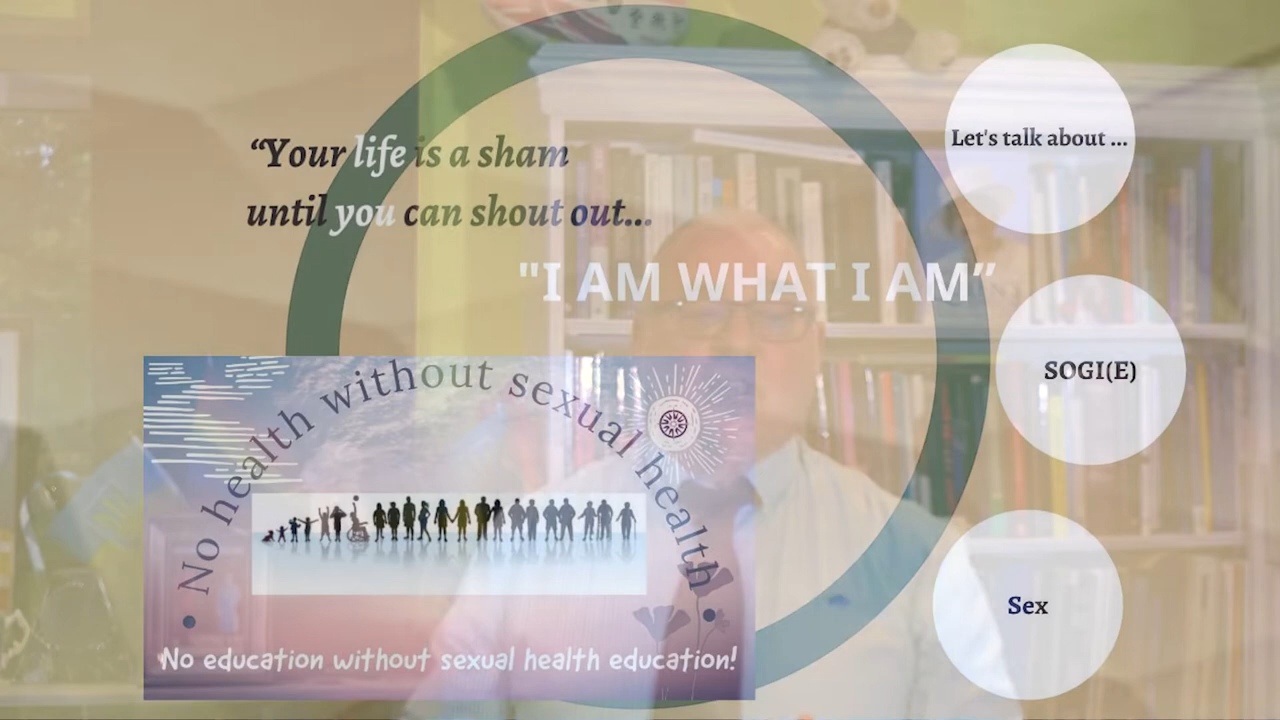 “Your life is a sham
until you can shout out...
"I AM WHAT I AM”
Let's talk about ...
SOGI(E)
Sex
No health without sexual health
No education without sexual health education!